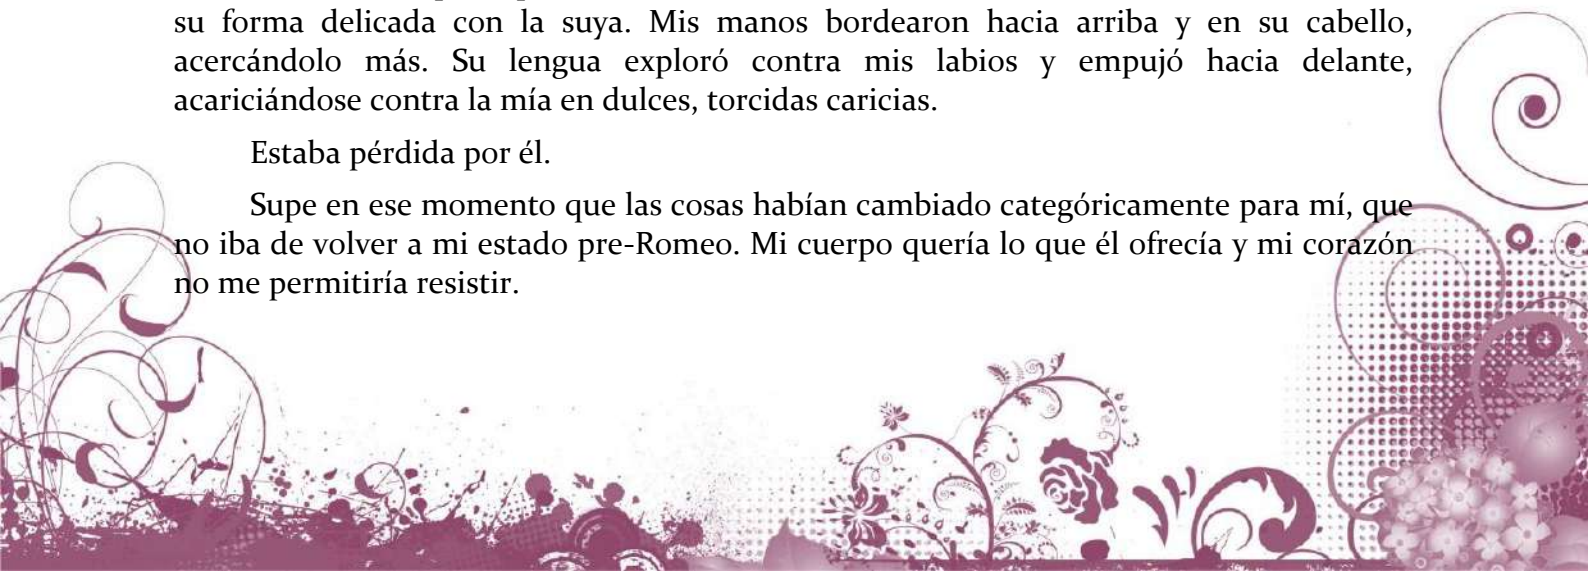 su forma delicada con la suya. Mis manos bordearon hacia arriba y en su cabello,
acercándolo más. Su lengua exploró contra mis labios y empujó hacia delante,
acariciándose contra la mía en dulces, torcidas caricias.
Estaba pérdida por él.
Supe en ese momento que las cosas habían cambiado categóricamente para mí, que
no iba de volver a mi estado pre-Romeo. Mi cuerpo quería lo que él ofrecía y mi corazón
no me permitiría resistir.